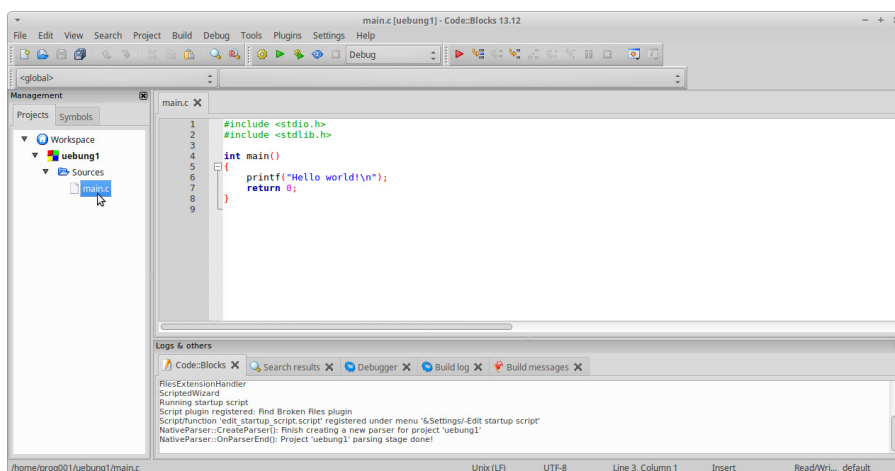 main.c [uebung1] - Code::Blocks 13.12
File Edit View Search Project Build Debug Tools Plugins Settings Help
Debug
<global>
Management
Projects Symbols
Workspace
uebung1
Sources
main.c
main.c
1 #include <stdio.h>
2 #include <stdlib.h>
3
4 int main()
5 {
6 printf("Hello world!\n");
7 return 0;
8 }
9
Logs & others
Code::Blocks Search results Debugger Build log Build messages
FilesExtensionHandler
ScriptedWizard
Running startup script
Script plugin registered: Find Broken Files plugin
Script/function 'edit_startup_script.script' registered under menu '&Settings/-Edit startup script'
NativeParser::CreateParser(): Finish creating a new parser for project 'uebung1'
NativeParser::OnParserEnd(): Project 'uebung1' parsing stage done!
/home/prog001/uebung1/main.c Unix (LF) UTF-8 Line 3, Column 1 Insert Read/Wri... default